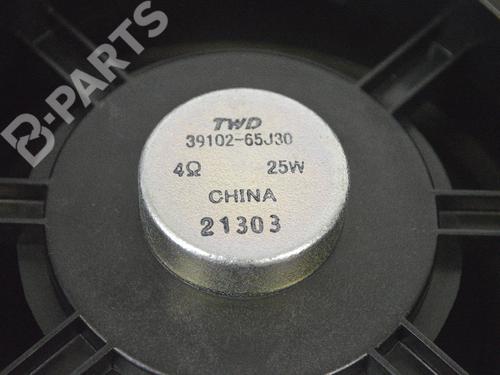 B-PARTS
TWD
39102-65J30
4Ω 25W
CHINA
21303